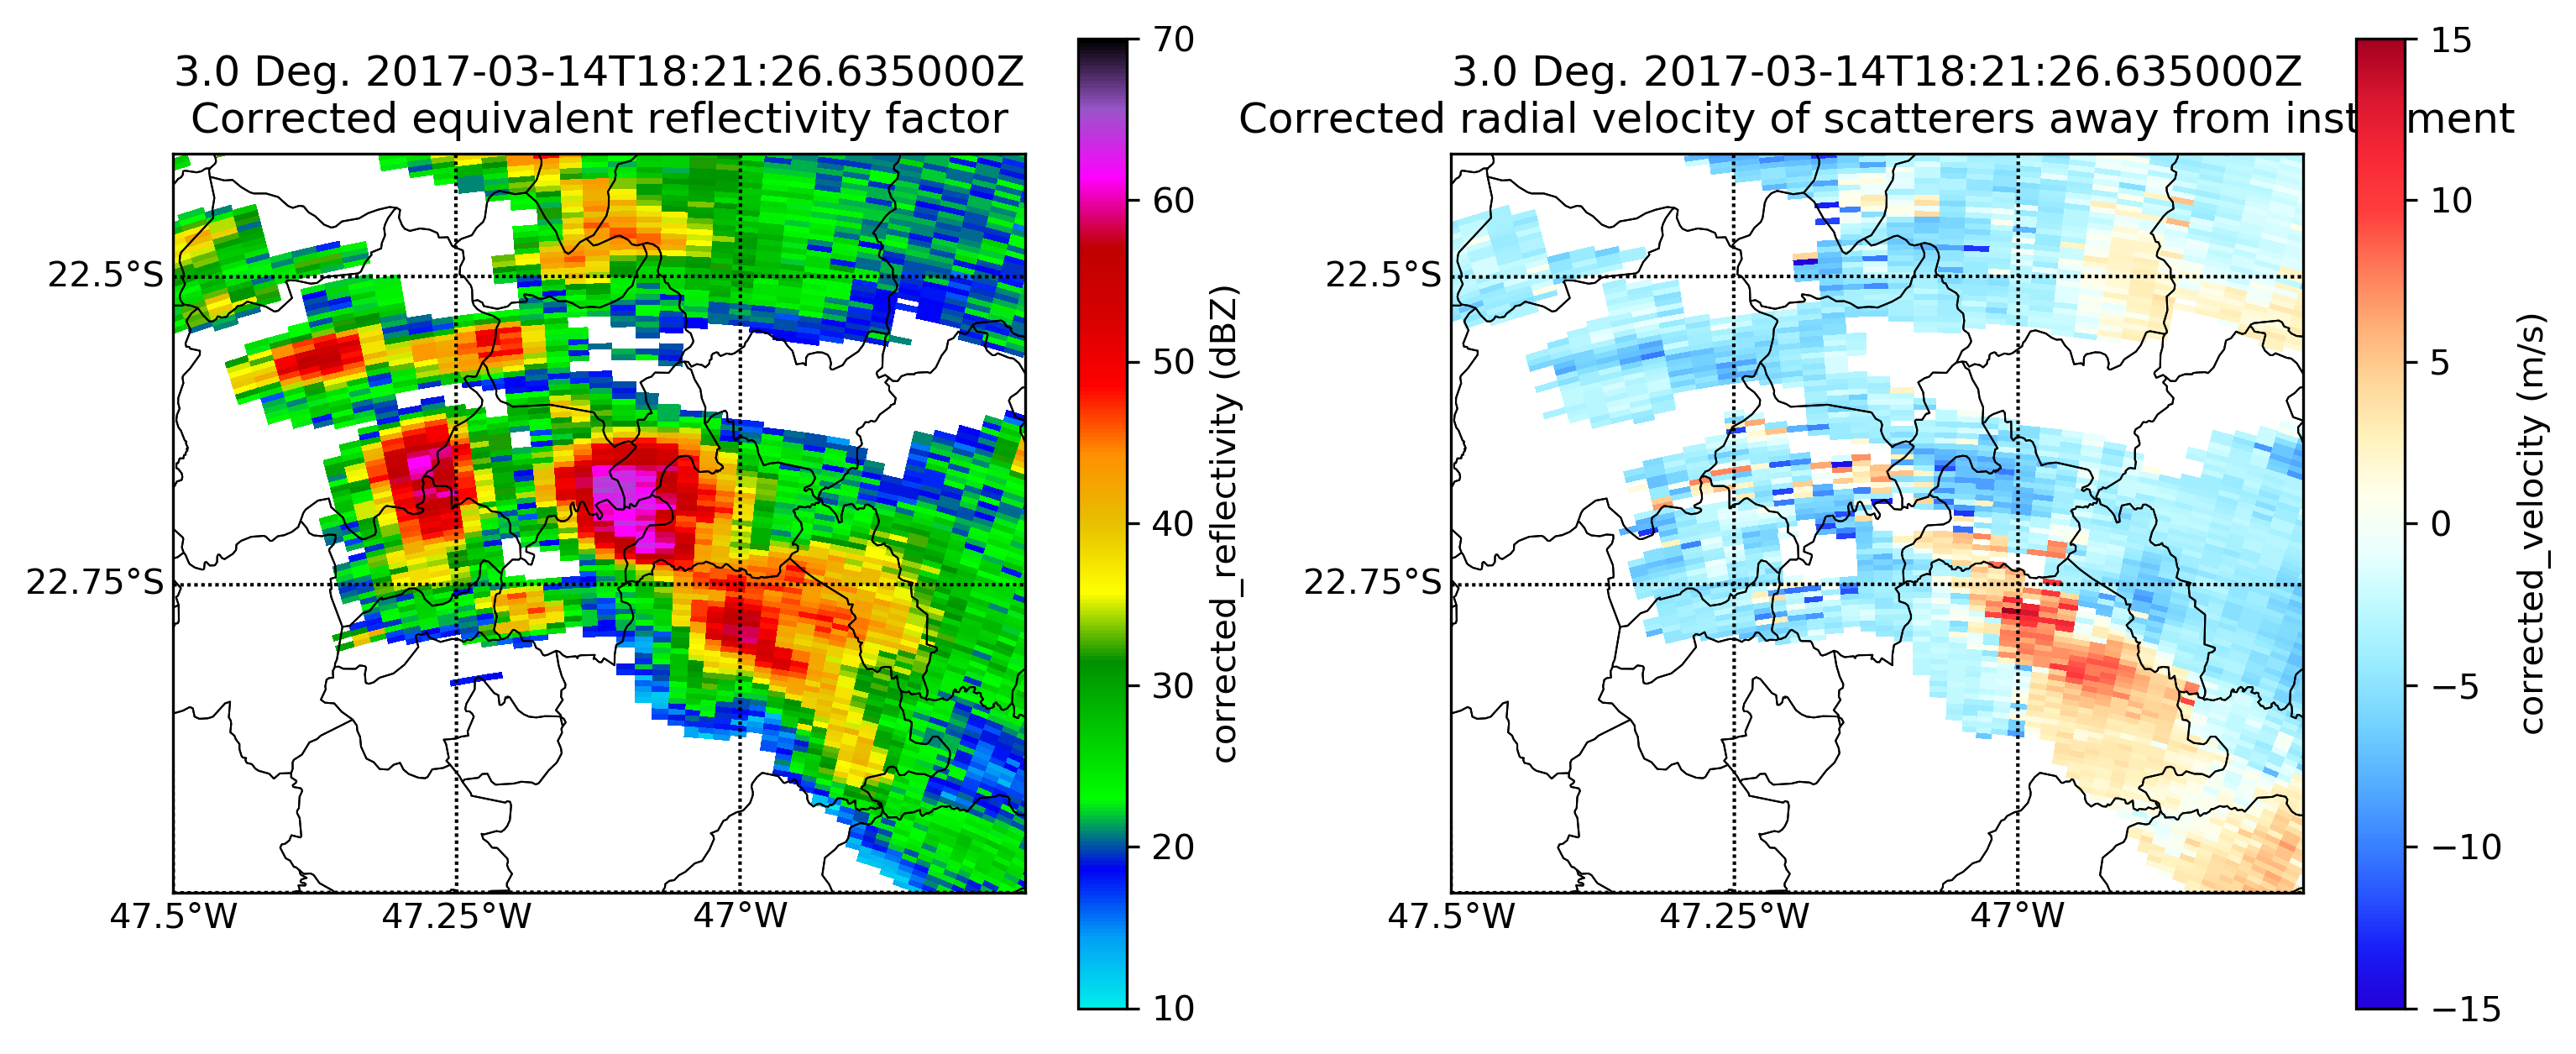 3.0 Deg. 2017-03-14T18:21:26.635000Z
Corrected equivalent reflectivity factor
22.5°S
22.75°S
47.5°W
47.25°W
47°W
70
60
50
40
30
20
10
corrected_reflectivity (dBZ)
3.0 Deg. 2017-03-14T18:21:26.635000Z
Corrected radial velocity of scatterers away from inst ment
22.5°S
22.75°S
47.5°W
47.25°W
47°W
15
10
5
0
−5
−10
−15
corrected_velocity (m/s)